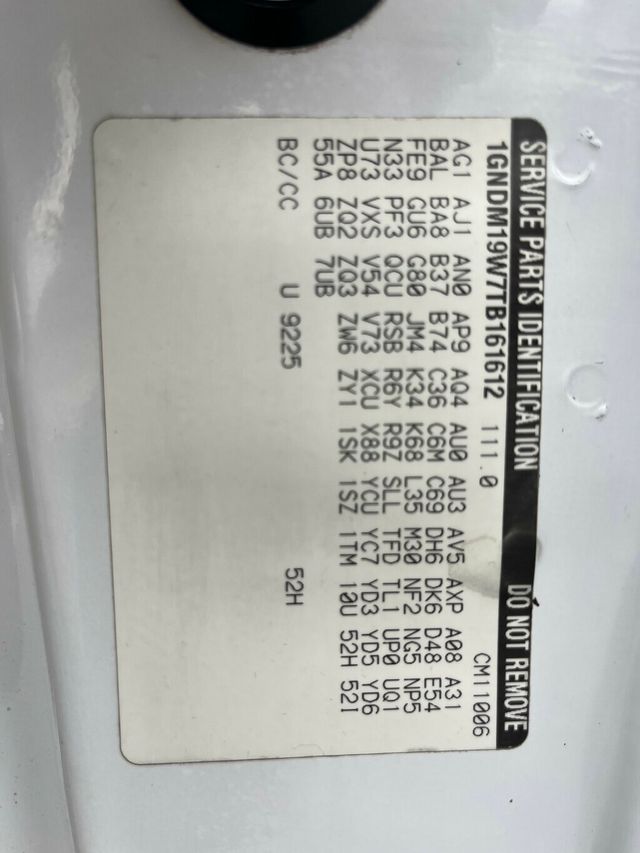 SERVICE PARTS IDENTIFICATION DO NOT REMOVE
1GNDM19W7TB161612 111.0 CM11006
AG1 AJ1 AN0 AP9 AQ4 AU0 AU3 AV5 AXP A08 A31
BAL BA8 B37 B74 C36 C6M C69 DH6 DK6 D48 E54
FE9 GU6 G80 JM4 K34 K68 L35 M30 NF2 NG5 NP5
N33 PF3 QCU RSB R6Y R9Z SLL TFD TL1 UP0 UQ1
U73 VXS V54 V73 XCU X88 YCU YC7 YD3 YD5 YD6
ZP8 ZQ2 ZQ3 ZW6 ZY1 1SK 1SZ 1TM 10U 52H 52I
55A 6UB 7UB
BC/CC U 9225 52H